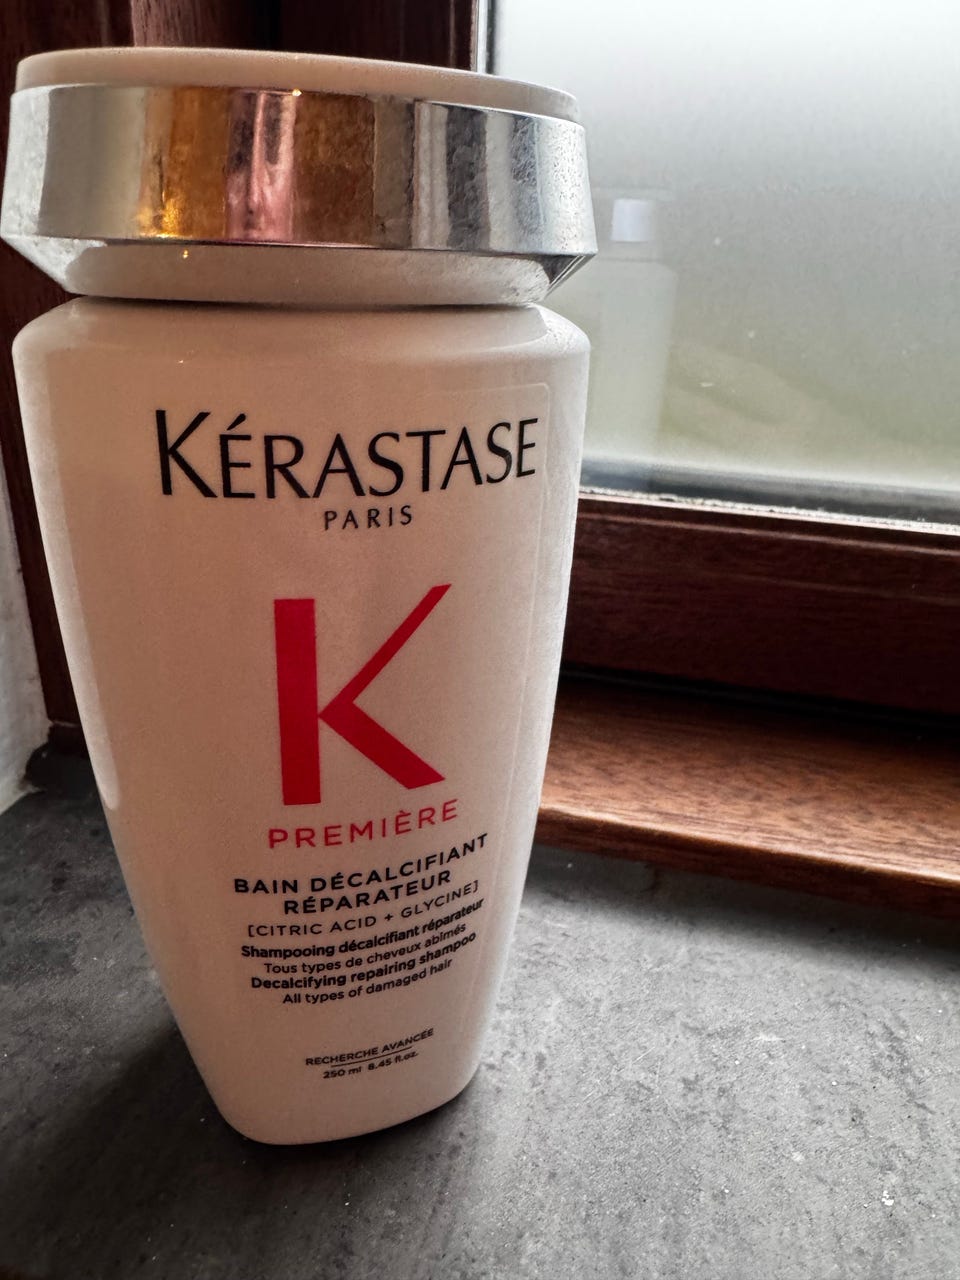 KÉRASTASE
PARIS
K
PREMIÈRE
BAIN DÉCALCIFIANT
RÉPARATEUR
[CITRIC ACID + GLYCINE]
Shampooing décalcifiant réparateur
Tous types de cheveux abîmés
Decalcifying repairing shampoo
All types of damaged hair
RECHERCHE AVANCÉE
250 ml 8.45 fl.oz.